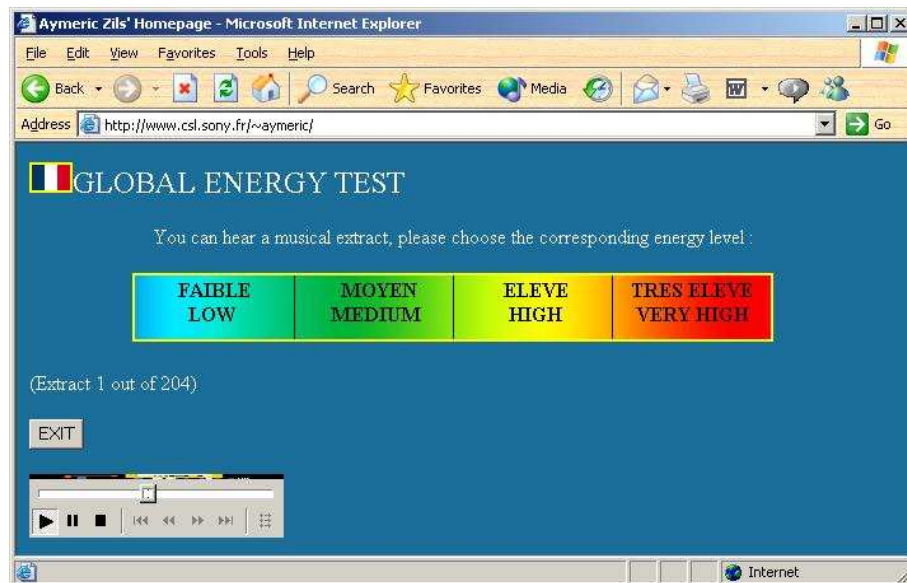 Aymeric Zils' Homepage - Microsoft Internet Explorer
File Edit View Favorites Tools Help
Back Search Favorites Media
Address http://www.csl.sony.fr/~aymeric/ Go
GLOBAL ENERGY TEST
You can hear a musical extract, please choose the corresponding energy level :
FAIBLE MOYEN ELEVE TRES ELEVE
LOW MEDIUM HIGH VERY HIGH
(Extract 1 out of 204)
EXIT
Internet